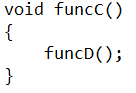 void funcC()
{
    funcD();
}